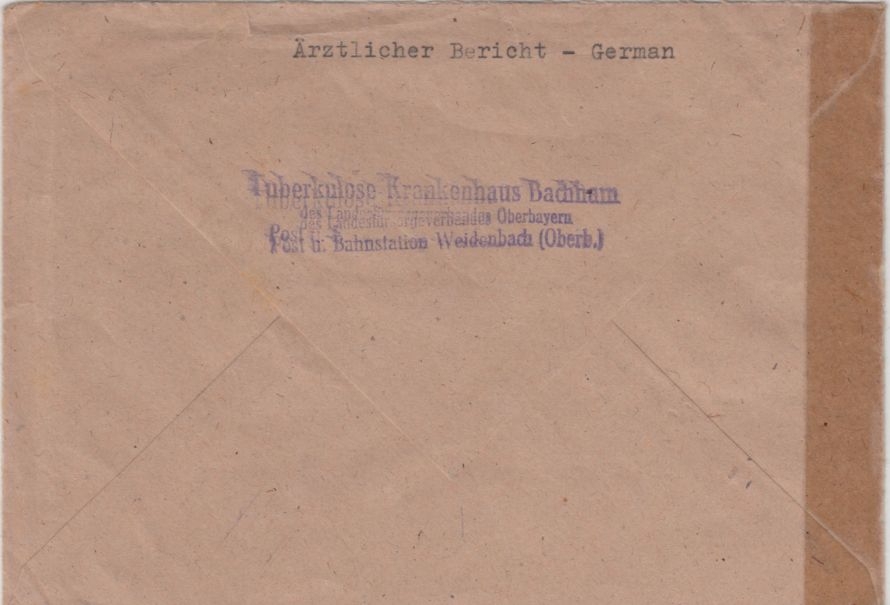 Ärztlicher Bericht - German
Tuberkulose-Krankenhaus Bachham
des Landesfürsorgeverbandes Oberbayern
Post u. Bahnstation Weidenbach (Oberb.)